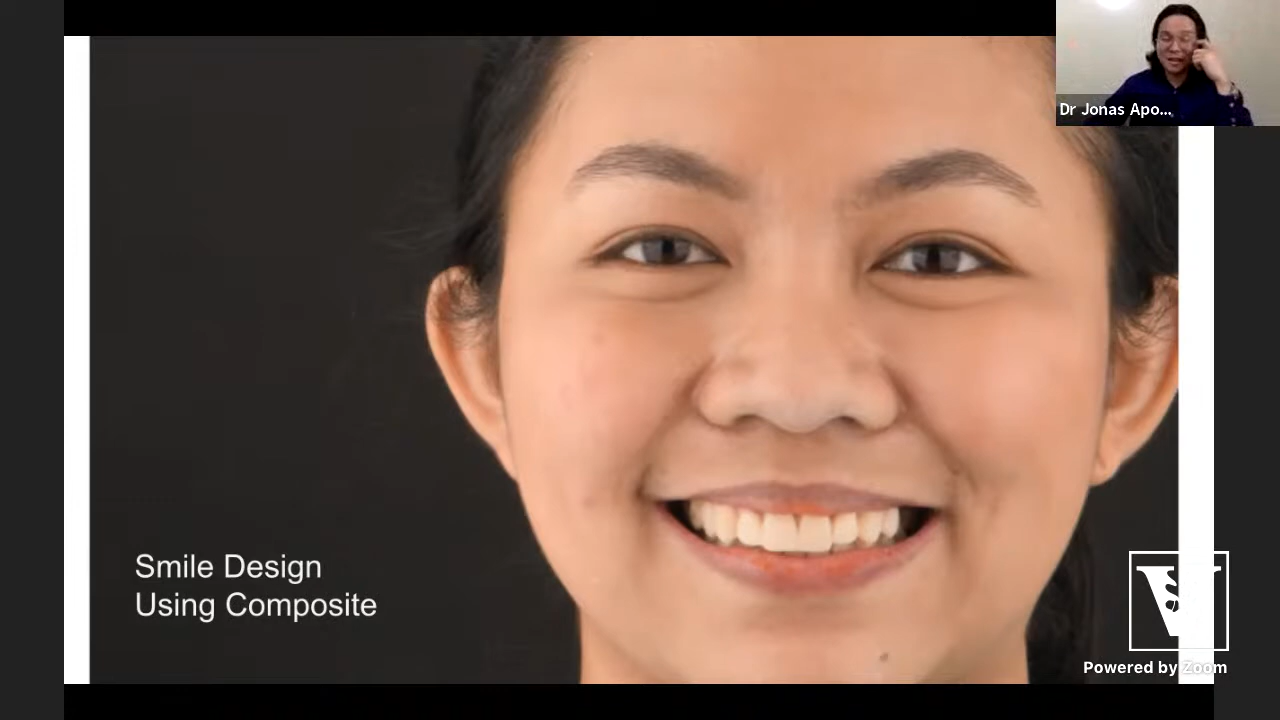 Dr Jonas Apo...
Smile Design
Using Composite
V
Powered by Zoom